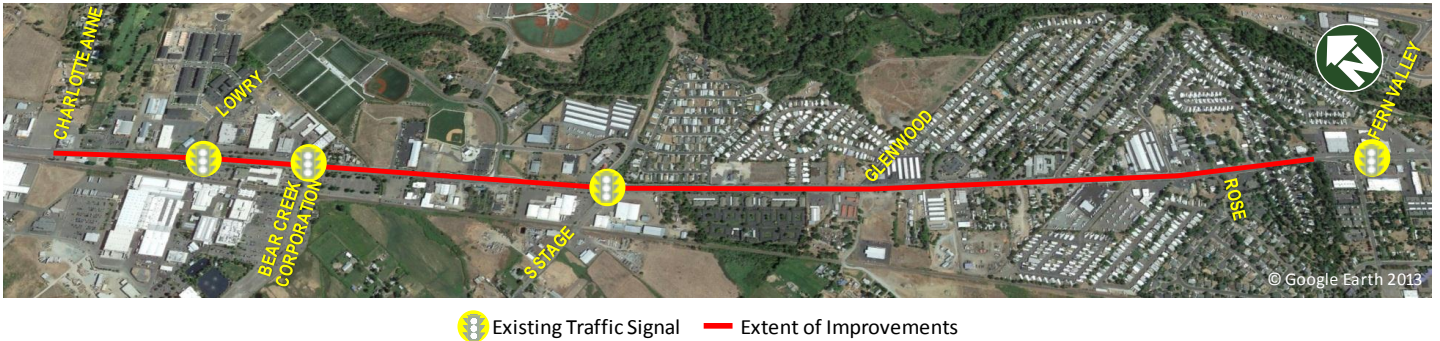 CHARLOTTE ANNE
LOWRY
BEAR CREEK
CORPORATION
S STAGE
GLENWOOD
ROSE
FERN VALLEY
N
© Google Earth 2013
Existing Traffic Signal
Extent of Improvements